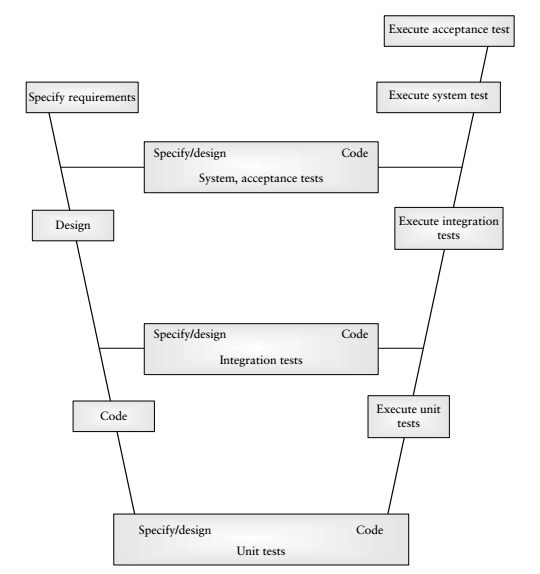 Execute acceptance test
Specify requirements
Execute system test
Specify/design Code
System, acceptance tests
Design
Execute integration
tests
Specify/design Code
Integration tests
Code
Execute unit
tests
Specify/design Code
Unit tests